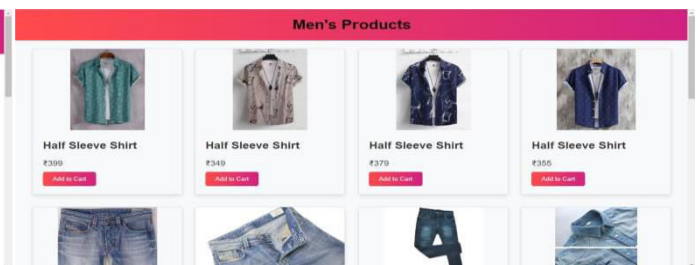 Men's Products
Half Sleeve Shirt Half Sleeve Shirt Half Sleeve Shirt Half Sleeve Shirt
₹399 ₹349 ₹379 ₹355
Add to Cart Add to Cart Add to Cart Add to Cart